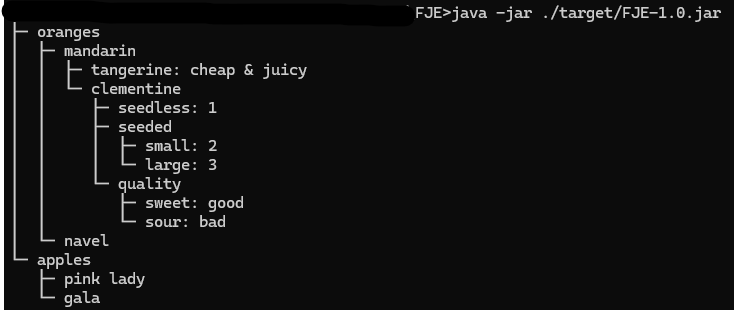 FJE>java -jar ./target/FJE-1.0.jar
├─ oranges
│  ├─ mandarin
│  │  ├─ tangerine: cheap & juicy
│  │  └─ clementine
│  │     ├─ seedless: 1
│  │     ├─ seeded
│  │     │  ├─ small: 2
│  │     │  └─ large: 3
│  │     └─ quality
│  │        ├─ sweet: good
│  │        └─ sour: bad
│  └─ navel
└─ apples
   ├─ pink lady
   └─ gala